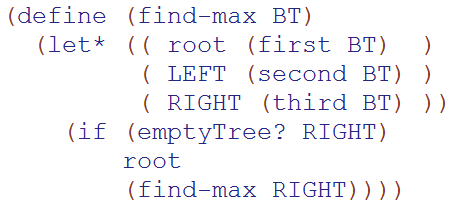 (define (find-max BT)
  (let* (( root (first BT)  )
         ( LEFT (second BT) )
         ( RIGHT (third BT) ))
    (if (emptyTree? RIGHT)
        root
        (find-max RIGHT))))